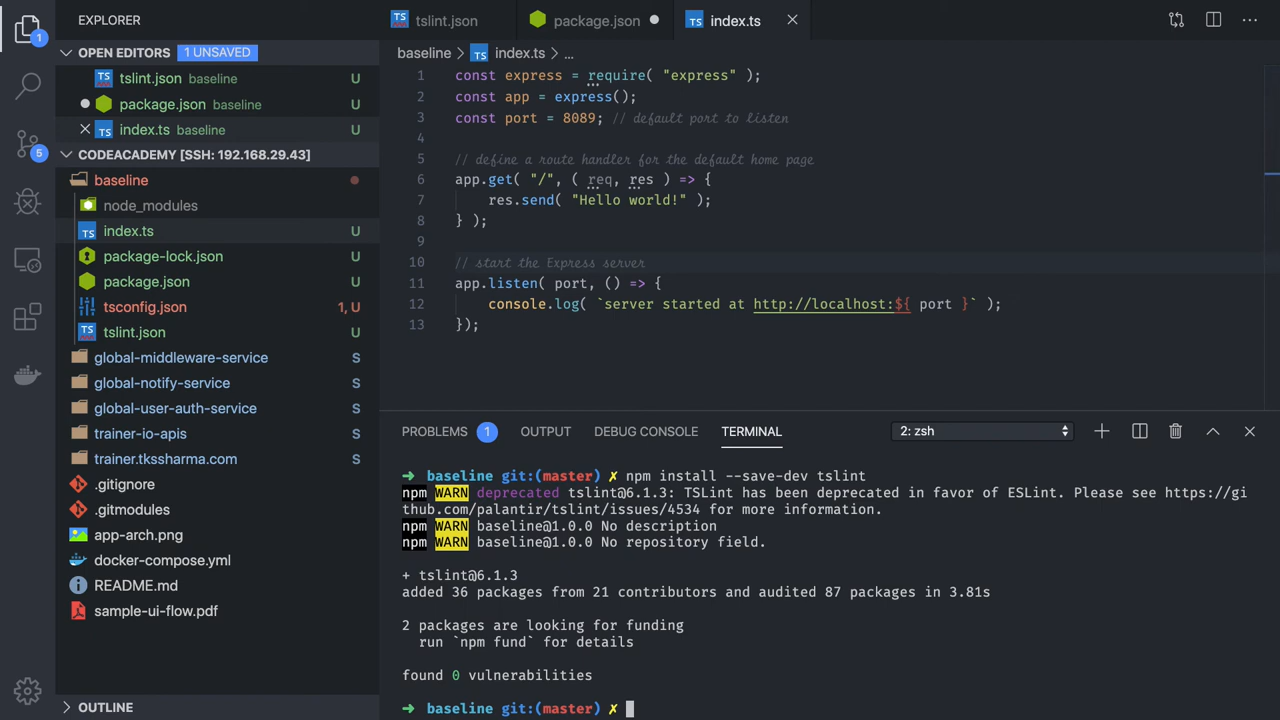 EXPLORER
OPEN EDITORS 1 UNSAVED
TS tslint.json baseline U
package.json baseline U
TS index.ts baseline U
CODEACADEMY [SSH: 192.168.29.43]
baseline
node_modules
TS index.ts U
package-lock.json U
package.json U
tsconfig.json 1, U
TS tslint.json U
global-middleware-service S
global-notify-service S
global-user-auth-service S
trainer-io-apis S
trainer.tkssharma.com S
.gitignore
.gitmodules
app-arch.png
docker-compose.yml
README.md
sample-ui-flow.pdf
OUTLINE
1
5
TS tslint.json package.json TS index.ts
baseline > TS index.ts > ...
1 const express = require( "express" );
2 const app = express();
3 const port = 8089; // default port to listen
4
5 // define a route handler for the default home page
6 app.get( "/", ( req, res ) => {
7 res.send( "Hello world!" );
8 } );
9
10 // start the Express server
11 app.listen( port, () => {
12 console.log( `server started at http://localhost:${ port }` );
13 });
PROBLEMS 1 OUTPUT DEBUG CONSOLE TERMINAL 2: zsh
➜ baseline git:(master) ✗ npm install --save-dev tslint
npm WARN deprecated tslint@6.1.3: TSLint has been deprecated in favor of ESLint. Please see https://gi
thub.com/palantir/tslint/issues/4534 for more information.
npm WARN baseline@1.0.0 No description
npm WARN baseline@1.0.0 No repository field.
+ tslint@6.1.3
added 36 packages from 21 contributors and audited 87 packages in 3.81s
2 packages are looking for funding
run `npm fund` for details
found 0 vulnerabilities
➜ baseline git:(master) ✗